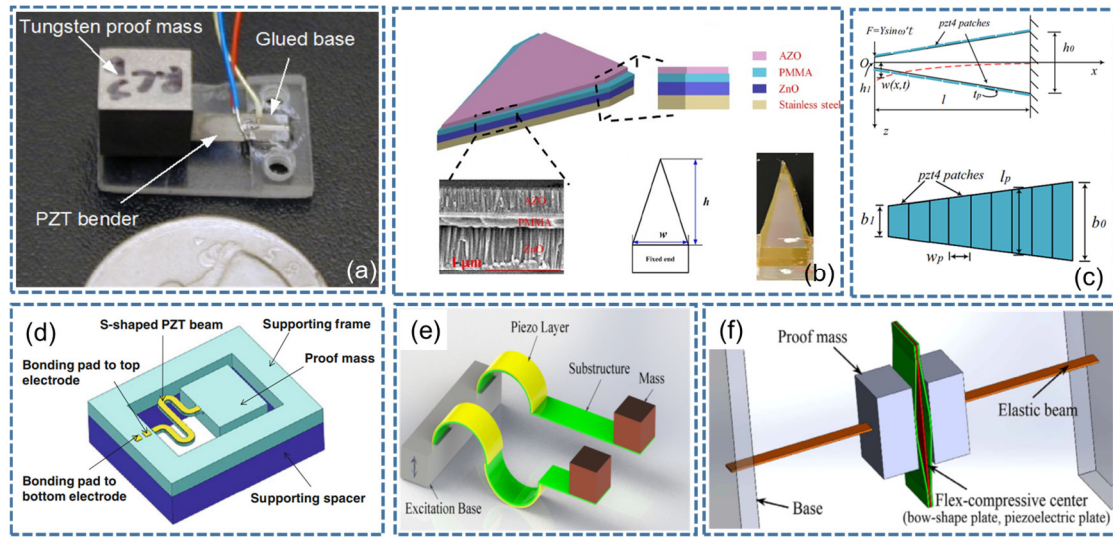 Tungsten proof mass
Glued base
PZT bender
(a)
AZO
PMMA
ZnO
Stainless steel
AZO
PMMA
ZnO
1μm
h
w
Fixed end
(b)
F=Ysinω't
pzt4 patches
h0
O
x
w(x,t)
h1
l
tp
z
pzt4 patches
lp
b1
b0
wp
(c)
(d)
S-shaped PZT beam
Supporting frame
Bonding pad to top
electrode
Proof mass
Bonding pad to
bottom electrode
Supporting spacer
(e)
Piezo Layer
Substructure
Mass
Excitation Base
(f)
Proof mass
Elastic beam
Base
Flex-compressive center
(bow-shape plate, piezoelectric plate)